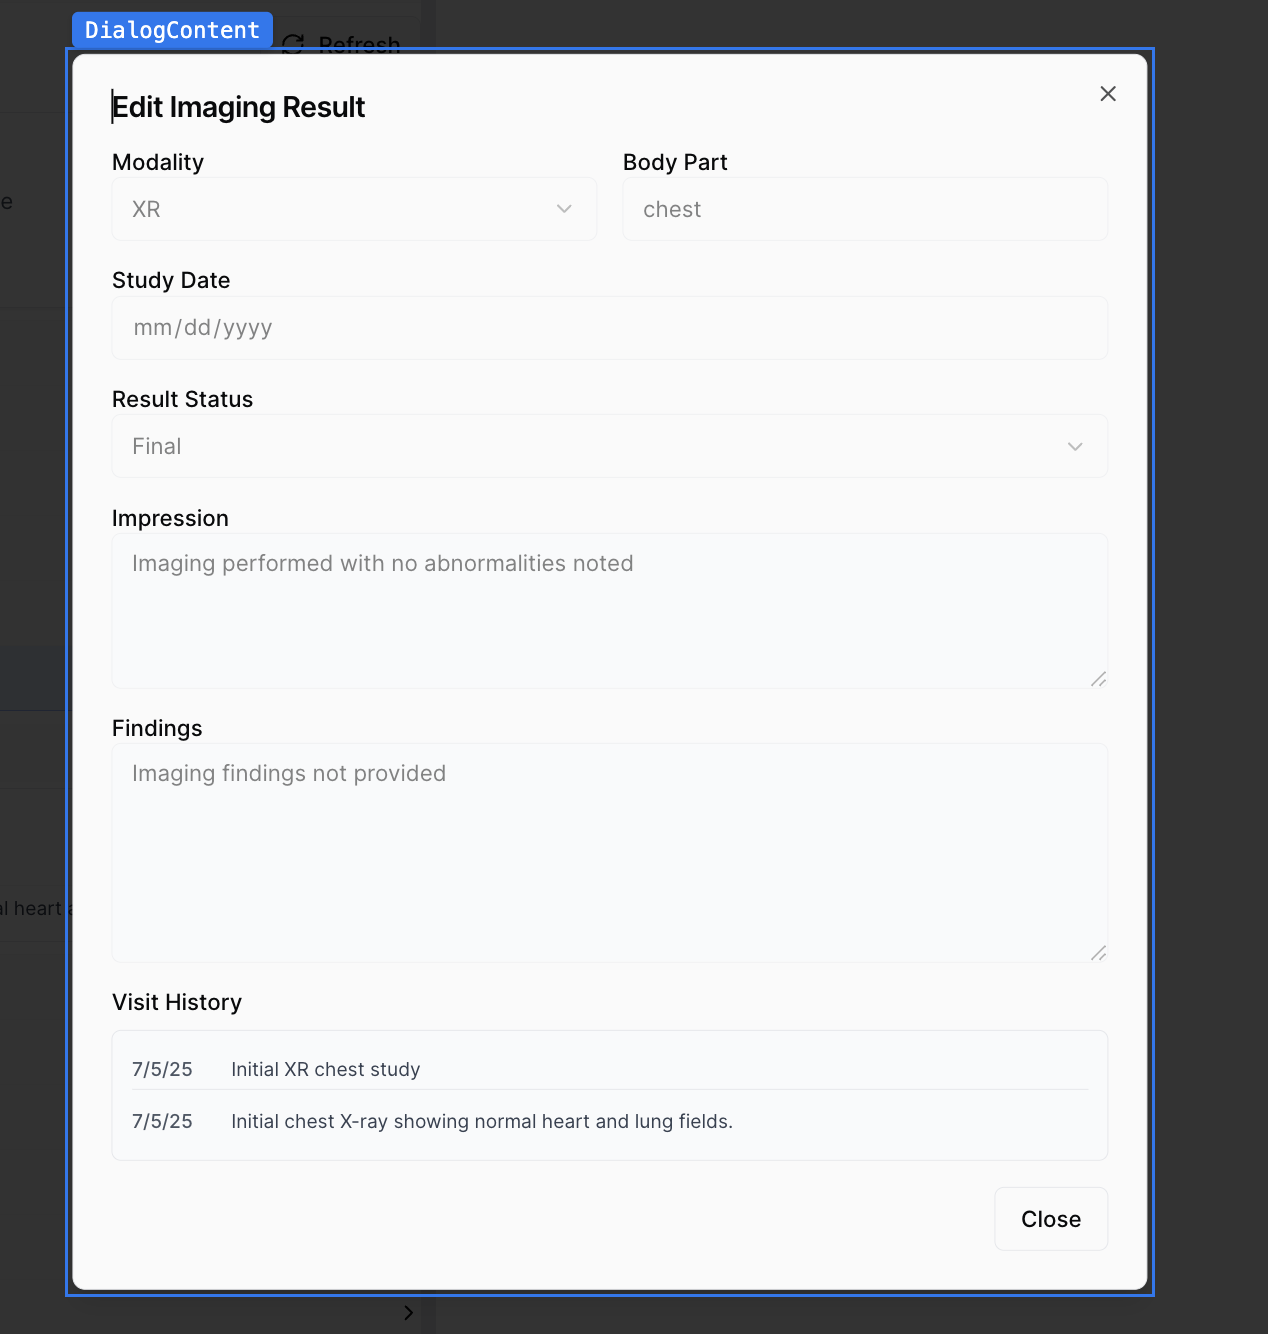 DialogContent
Refresh
Edit Imaging Result
Modality
Body Part
XR
chest
e
Study Date
mm/dd/yyyy
Result Status
Final
Impression
Imaging performed with no abnormalities noted
Findings
Imaging findings not provided
al heart a
Visit History
7/5/25 Initial XR chest study
7/5/25 Initial chest X-ray showing normal heart and lung fields.
Close